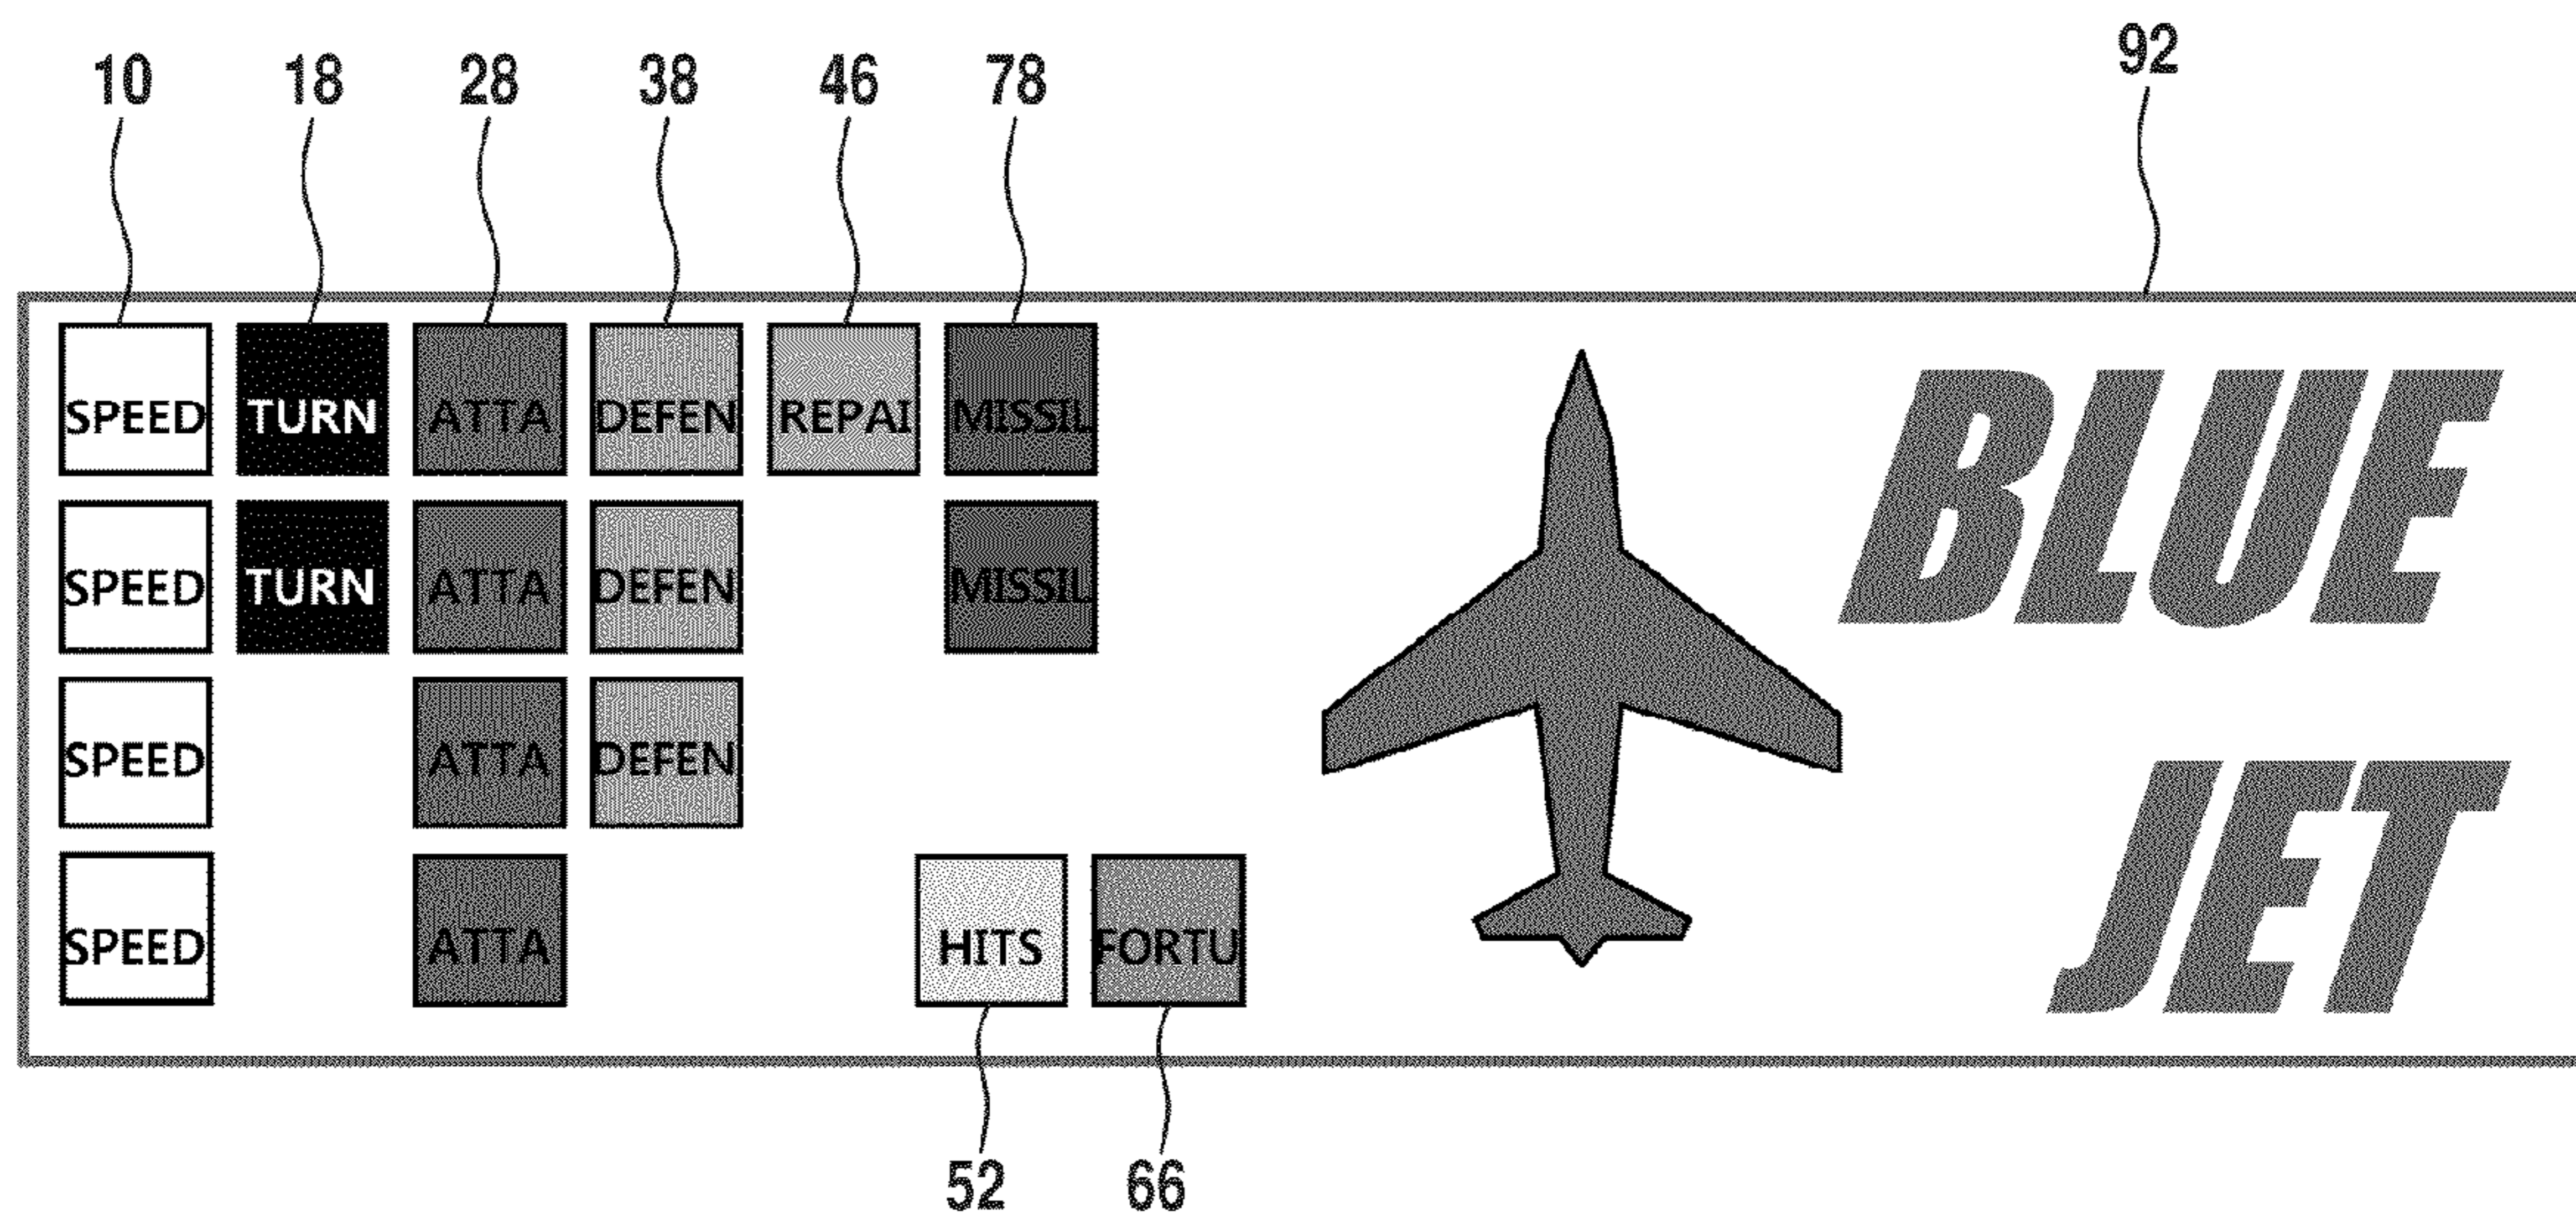 10 18 28 38 46 78 92
SPEED TURN ATTA DEFEN REPAI MISSIL
SPEED TURN ATTA DEFEN MISSIL
SPEED ATTA DEFEN
SPEED ATTA HITS FORTU
BLUE
JET
52 66